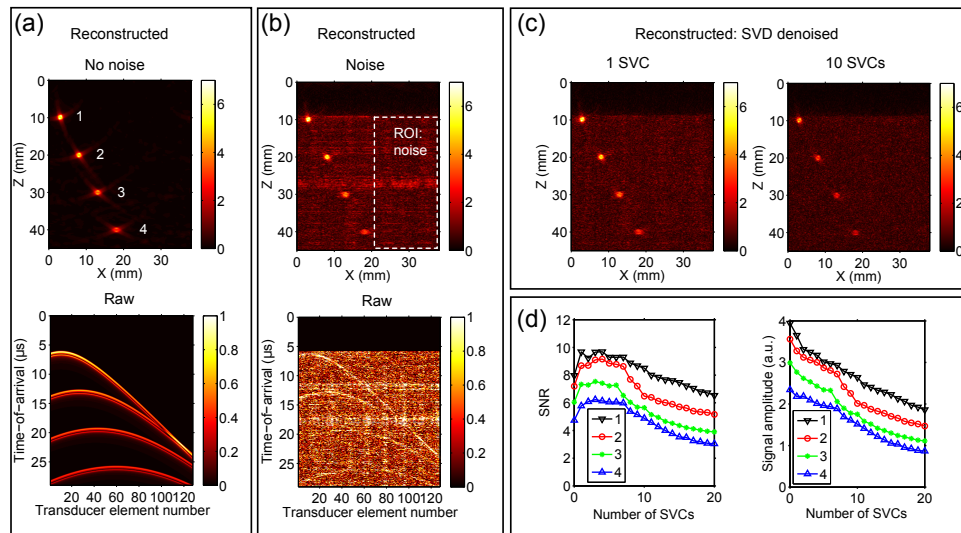 (a)
Reconstructed
No noise
0
10
20
30
40
Z (mm)
0
20
30
X (mm)
6
4
2
0
1
2
3
4
Raw
0
5
10
15
20
25
Time-of-arrival (µs)
20 40 60 80 100 120
Transducer element number
1
0.8
0.6
0.4
0.2
0
(b)
Reconstructed
Noise
ROI:
noise
0
10
20
30
40
Z (mm)
0 10 20 30
X (mm)
6
4
2
0
Raw
0
5
10
15
20
25
Time-of-arrival (µs)
20 40 60 80 100 120
Transducer element number
1
0.8
0.6
0.4
0.2
0
(c)
Reconstructed: SVD denoised
1 SVC
0
10
20
30
40
Z (mm)
0 10 20 30
X (mm)
6
4
2
0
10 SVCs
10
20
30
40
0 10 20 30
X (mm)
6
4
2
0
(d)
12
10
8
6
4
2
0
SNR
0 10 20
Number of SVCs
1
2
3
4
4
3
2
1
0
Signal amplitude (a.u.)
0 10 20
Number of SVCs
1
2
3
4